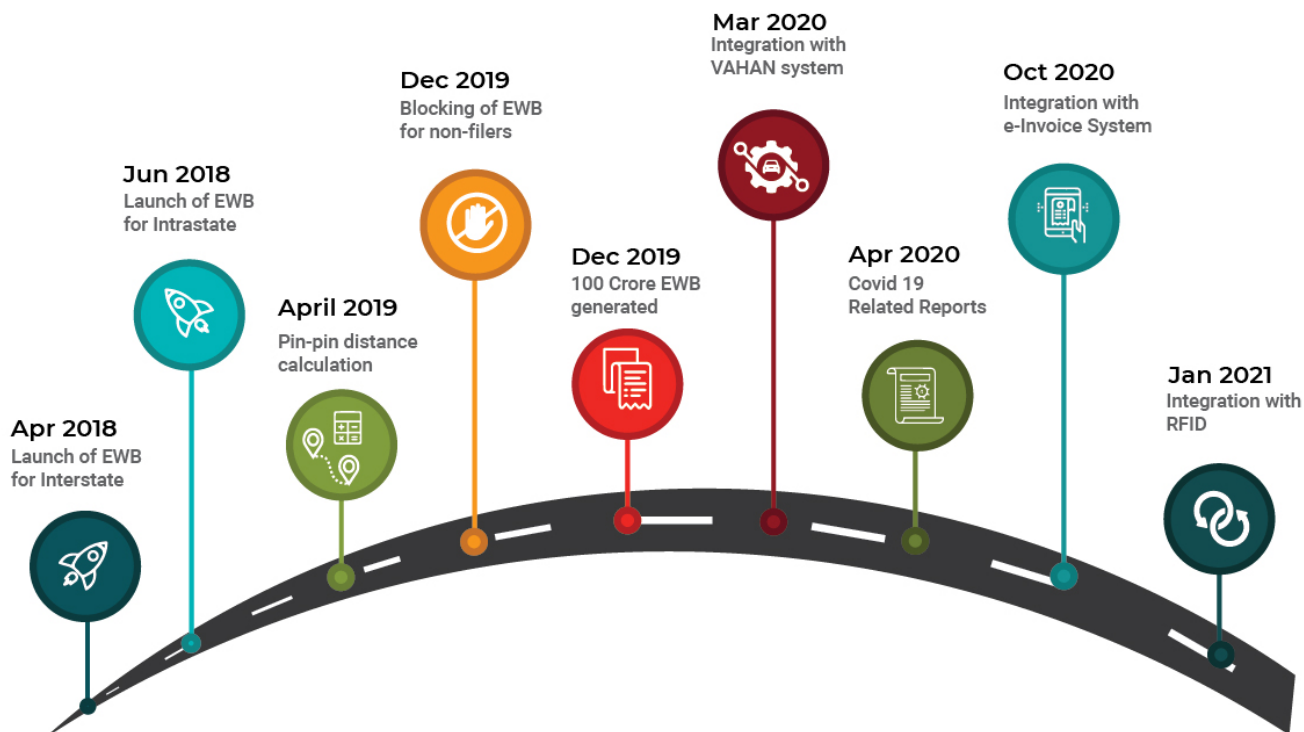 Apr 2018
Launch of EWB
for Interstate
Jun 2018
Launch of EWB
for Intrastate
April 2019
Pin-pin distance
calculation
Dec 2019
Blocking of EWB
for non-filers
Dec 2019
100 Crore EWB
generated
Mar 2020
Integration with
VAHAN system
Apr 2020
Covid 19
Related Reports
Oct 2020
Integration with
e-Invoice System
Jan 2021
Integration with
RFID